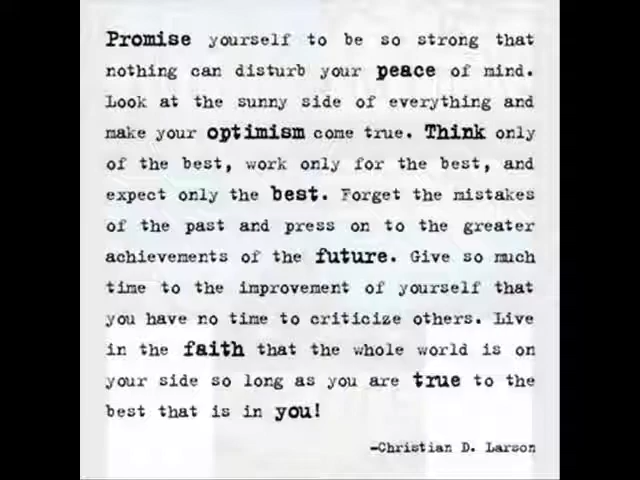 Promise yourself to be so strong that
nothing can disturb your peace of mind.
Look at the sunny side of everything and
make your optimism come true. Think only
of the best, work only for the best, and
expect only the best. Forget the mistakes
of the past and press on to the greater
achievements of the future. Give so much
time to the improvement of yourself that
you have no time to criticize others. Live
in the faith that the whole world is on
your side so long as you are true to the
best that is in you!
-Christian D. Larson